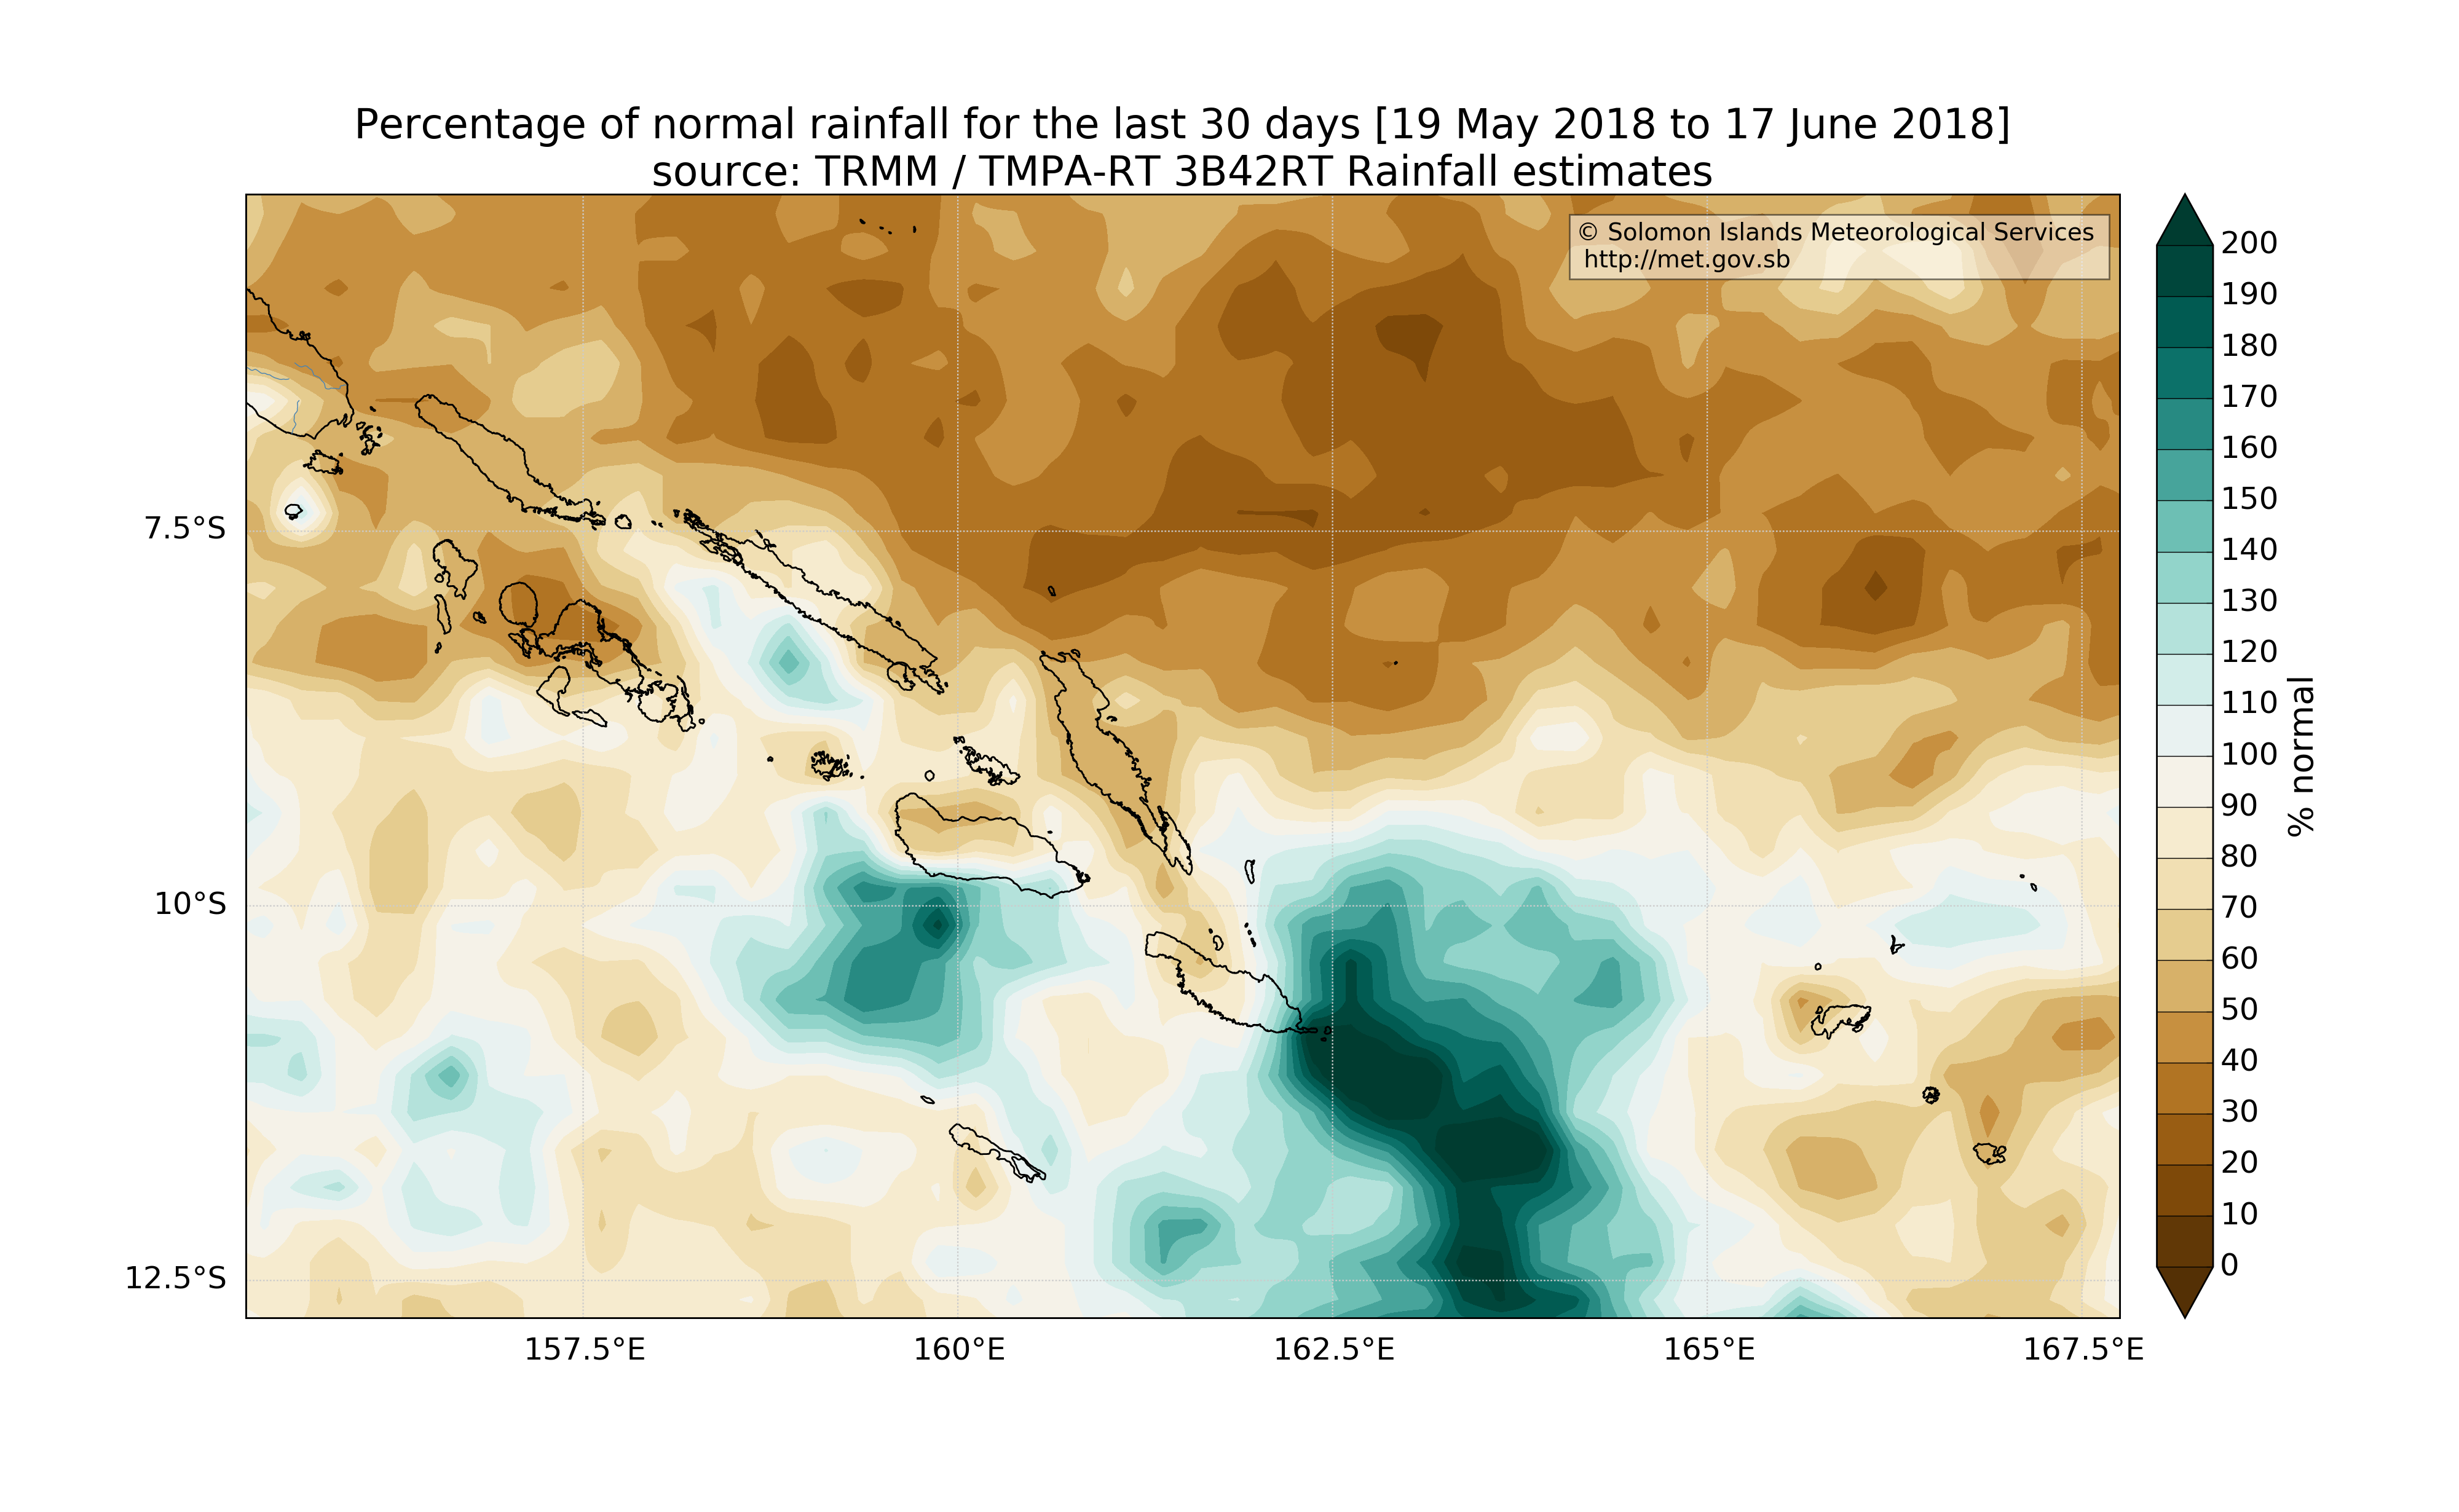 Percentage of normal rainfall for the last 30 days [19 May 2018 to 17 June 2018]
source: TRMM / TMPA-RT 3B42RT Rainfall estimates
© Solomon Islands Meteorological Services
http://met.gov.sb
7.5°S
10°S
12.5°S
157.5°E
160°E
162.5°E
165°E
167.5°E
200
190
180
170
160
150
140
130
120
110
100
90
80
70
60
50
40
30
20
10
0
% normal